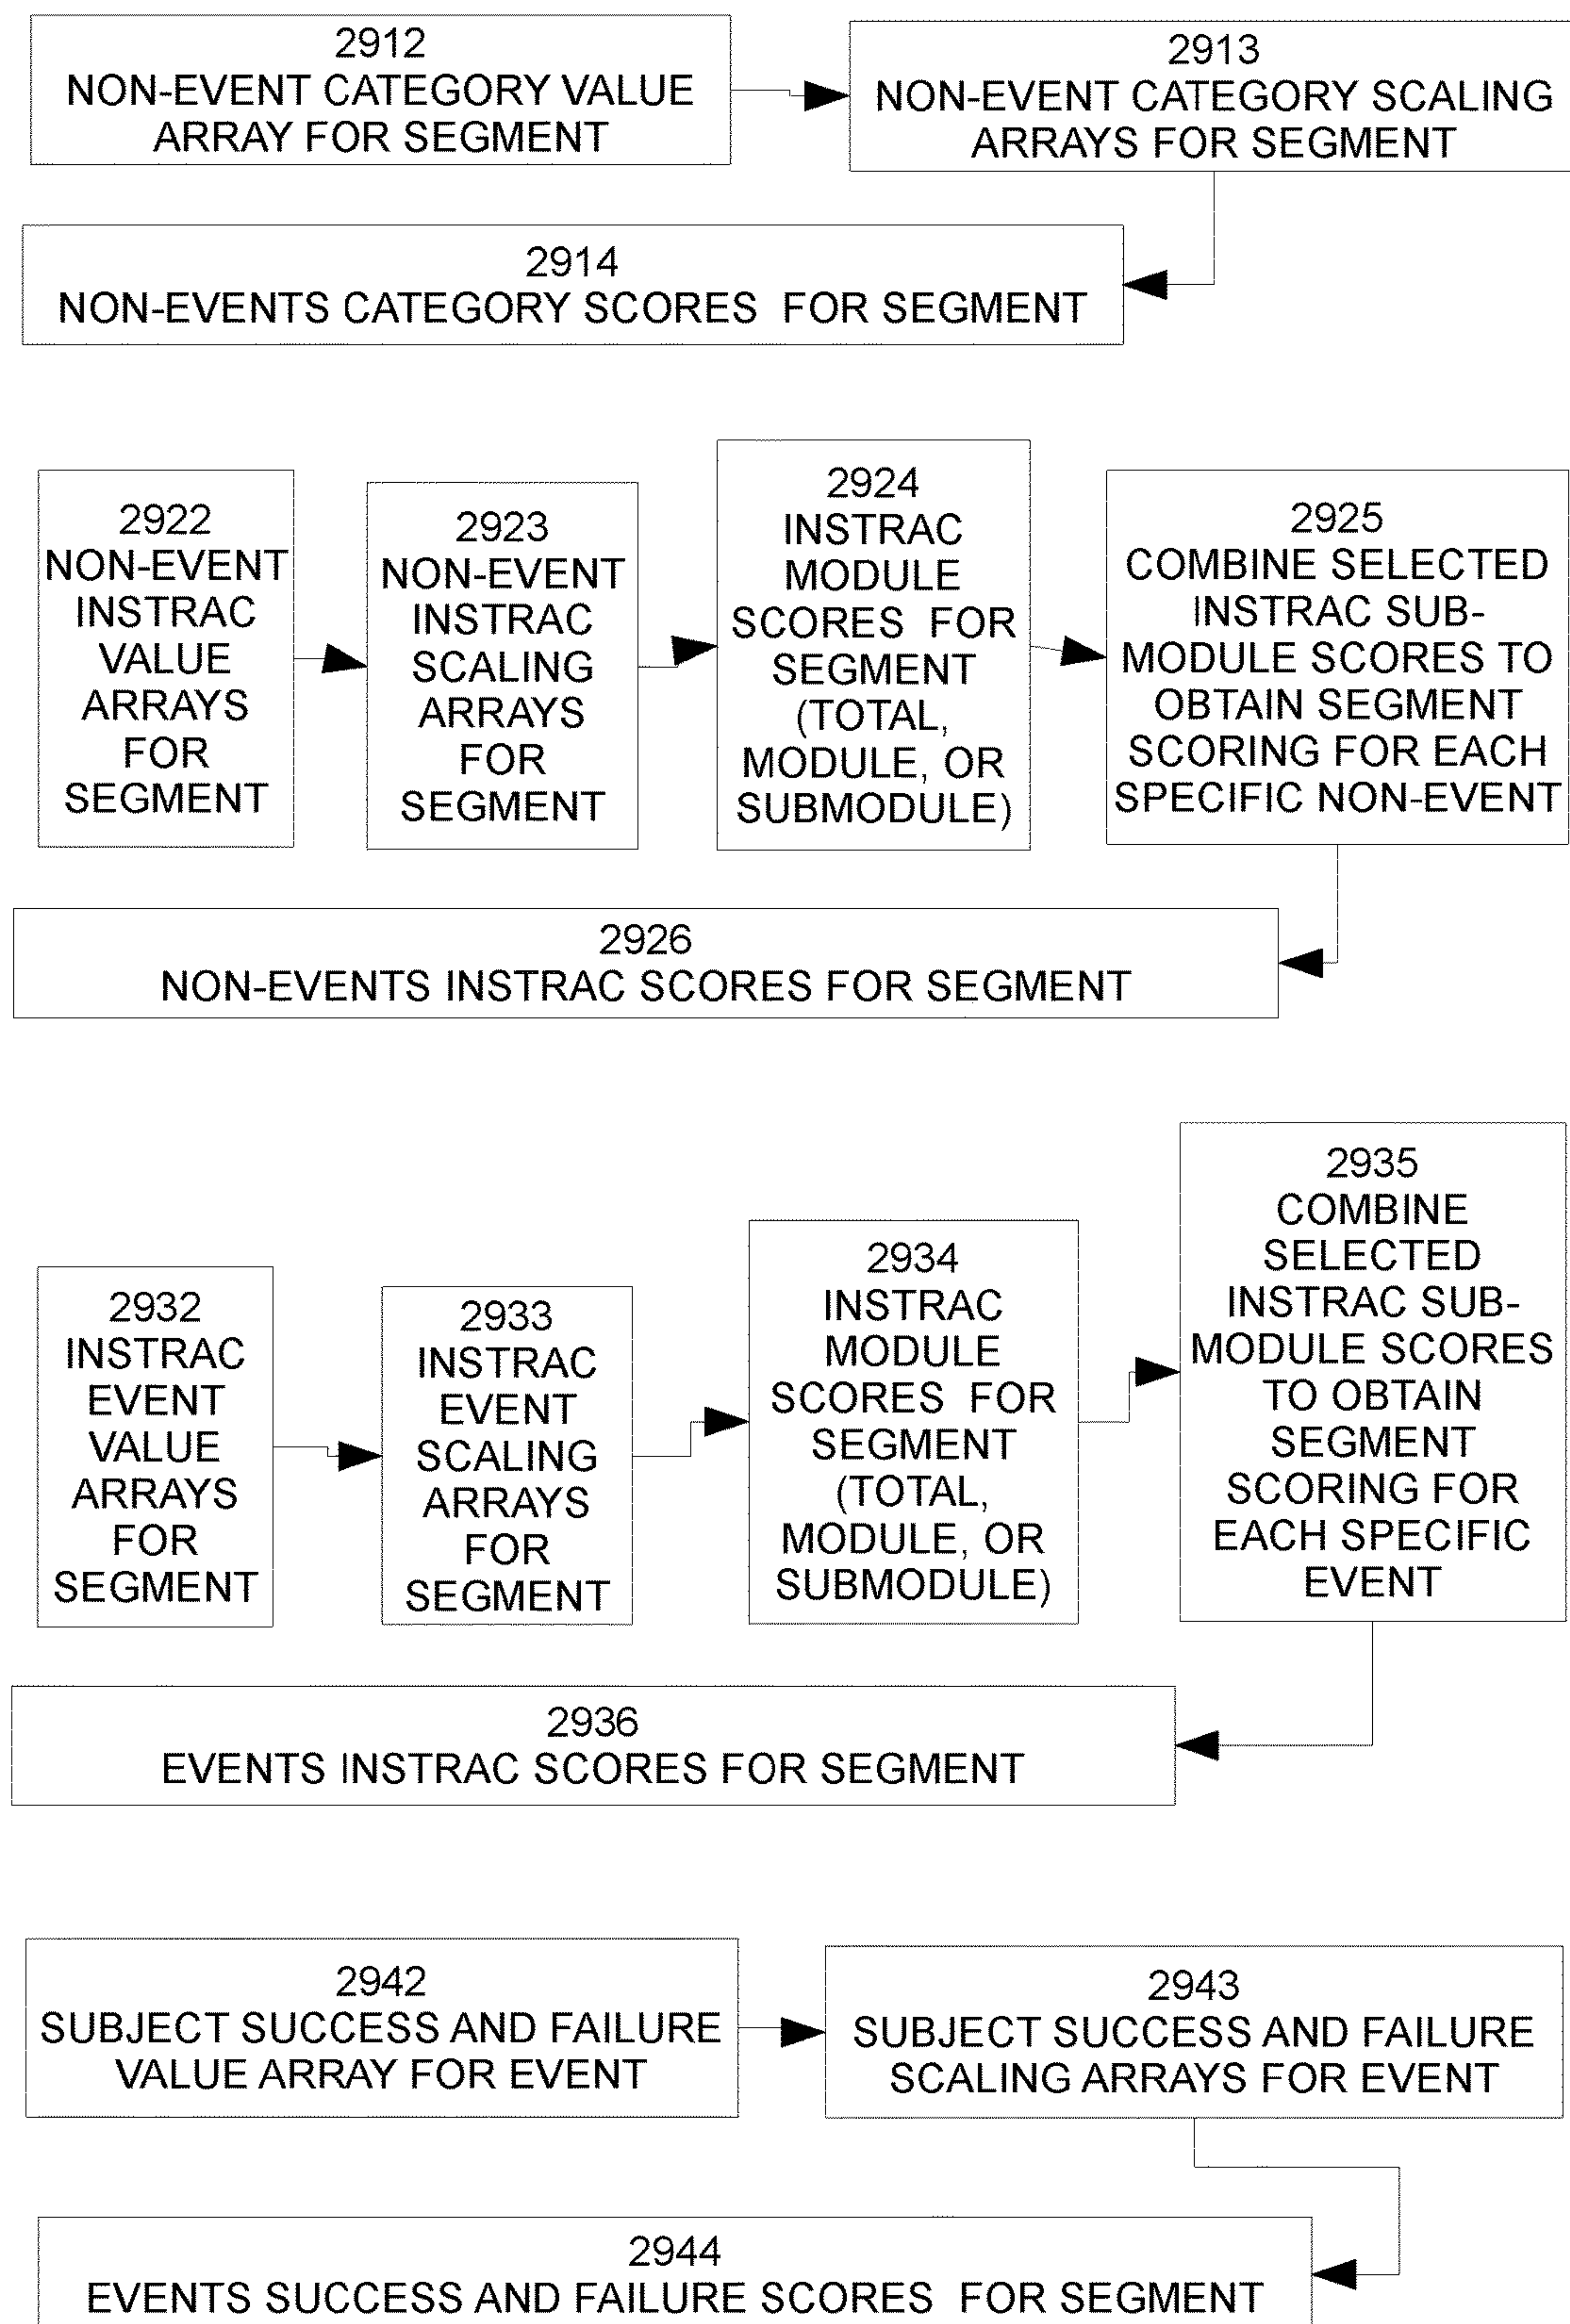 2912
NON-EVENT CATEGORY VALUE
ARRAY FOR SEGMENT
2913
NON-EVENT CATEGORY SCALING
ARRAYS FOR SEGMENT
2914
NON-EVENTS CATEGORY SCORES FOR SEGMENT
2922
NON-EVENT
INSTRAC
VALUE
ARRAYS
FOR
SEGMENT
2923
NON-EVENT
INSTRAC
SCALING
ARRAYS
FOR
SEGMENT
2924
INSTRAC
MODULE
SCORES FOR
SEGMENT
(TOTAL,
MODULE, OR
SUBMODULE)
2925
COMBINE SELECTED
INSTRAC SUB-
MODULE SCORES TO
OBTAIN SEGMENT
SCORING FOR EACH
SPECIFIC NON-EVENT
2926
NON-EVENTS INSTRAC SCORES FOR SEGMENT
2932
INSTRAC
EVENT
VALUE
ARRAYS
FOR
SEGMENT
2933
INSTRAC
EVENT
SCALING
ARRAYS
FOR
SEGMENT
2934
INSTRAC
MODULE
SCORES FOR
SEGMENT
(TOTAL,
MODULE, OR
SUBMODULE)
2935
COMBINE
SELECTED
INSTRAC SUB-
MODULE SCORES
TO OBTAIN
SEGMENT
SCORING FOR
EACH SPECIFIC
EVENT
2936
EVENTS INSTRAC SCORES FOR SEGMENT
2942
SUBJECT SUCCESS AND FAILURE
VALUE ARRAY FOR EVENT
2943
SUBJECT SUCCESS AND FAILURE
SCALING ARRAYS FOR EVENT
2944
EVENTS SUCCESS AND FAILURE SCORES FOR SEGMENT